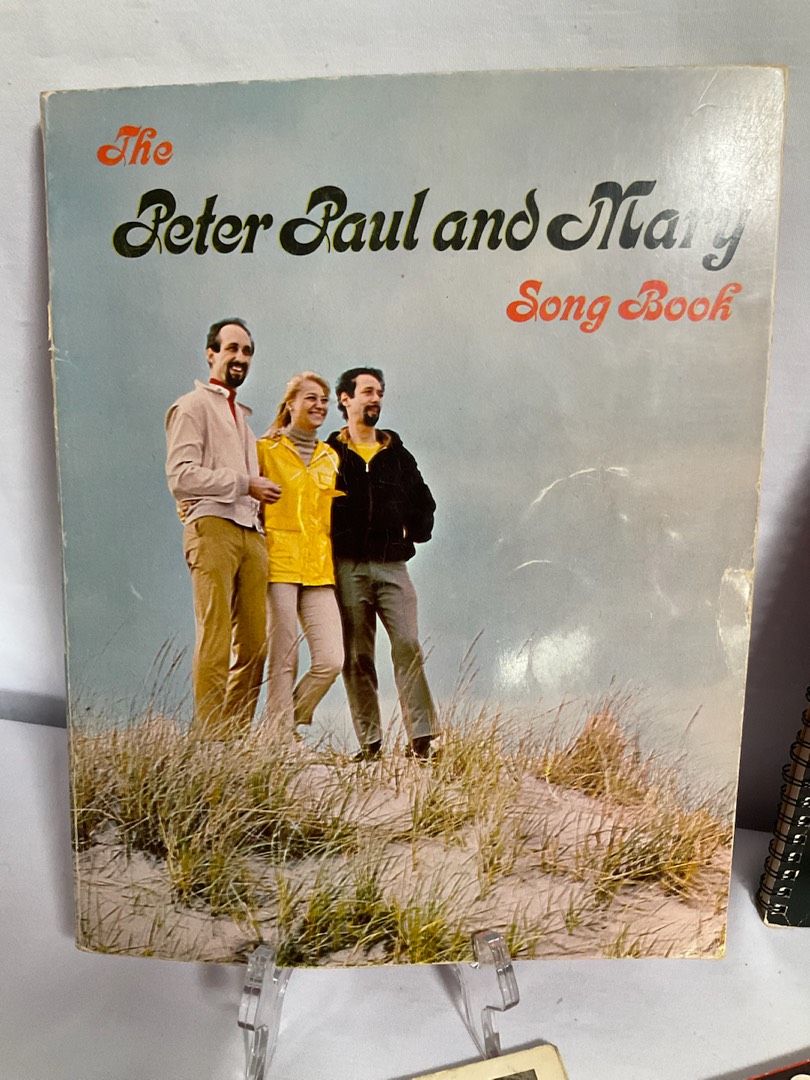 The
Peter Paul and Mary
Song Book